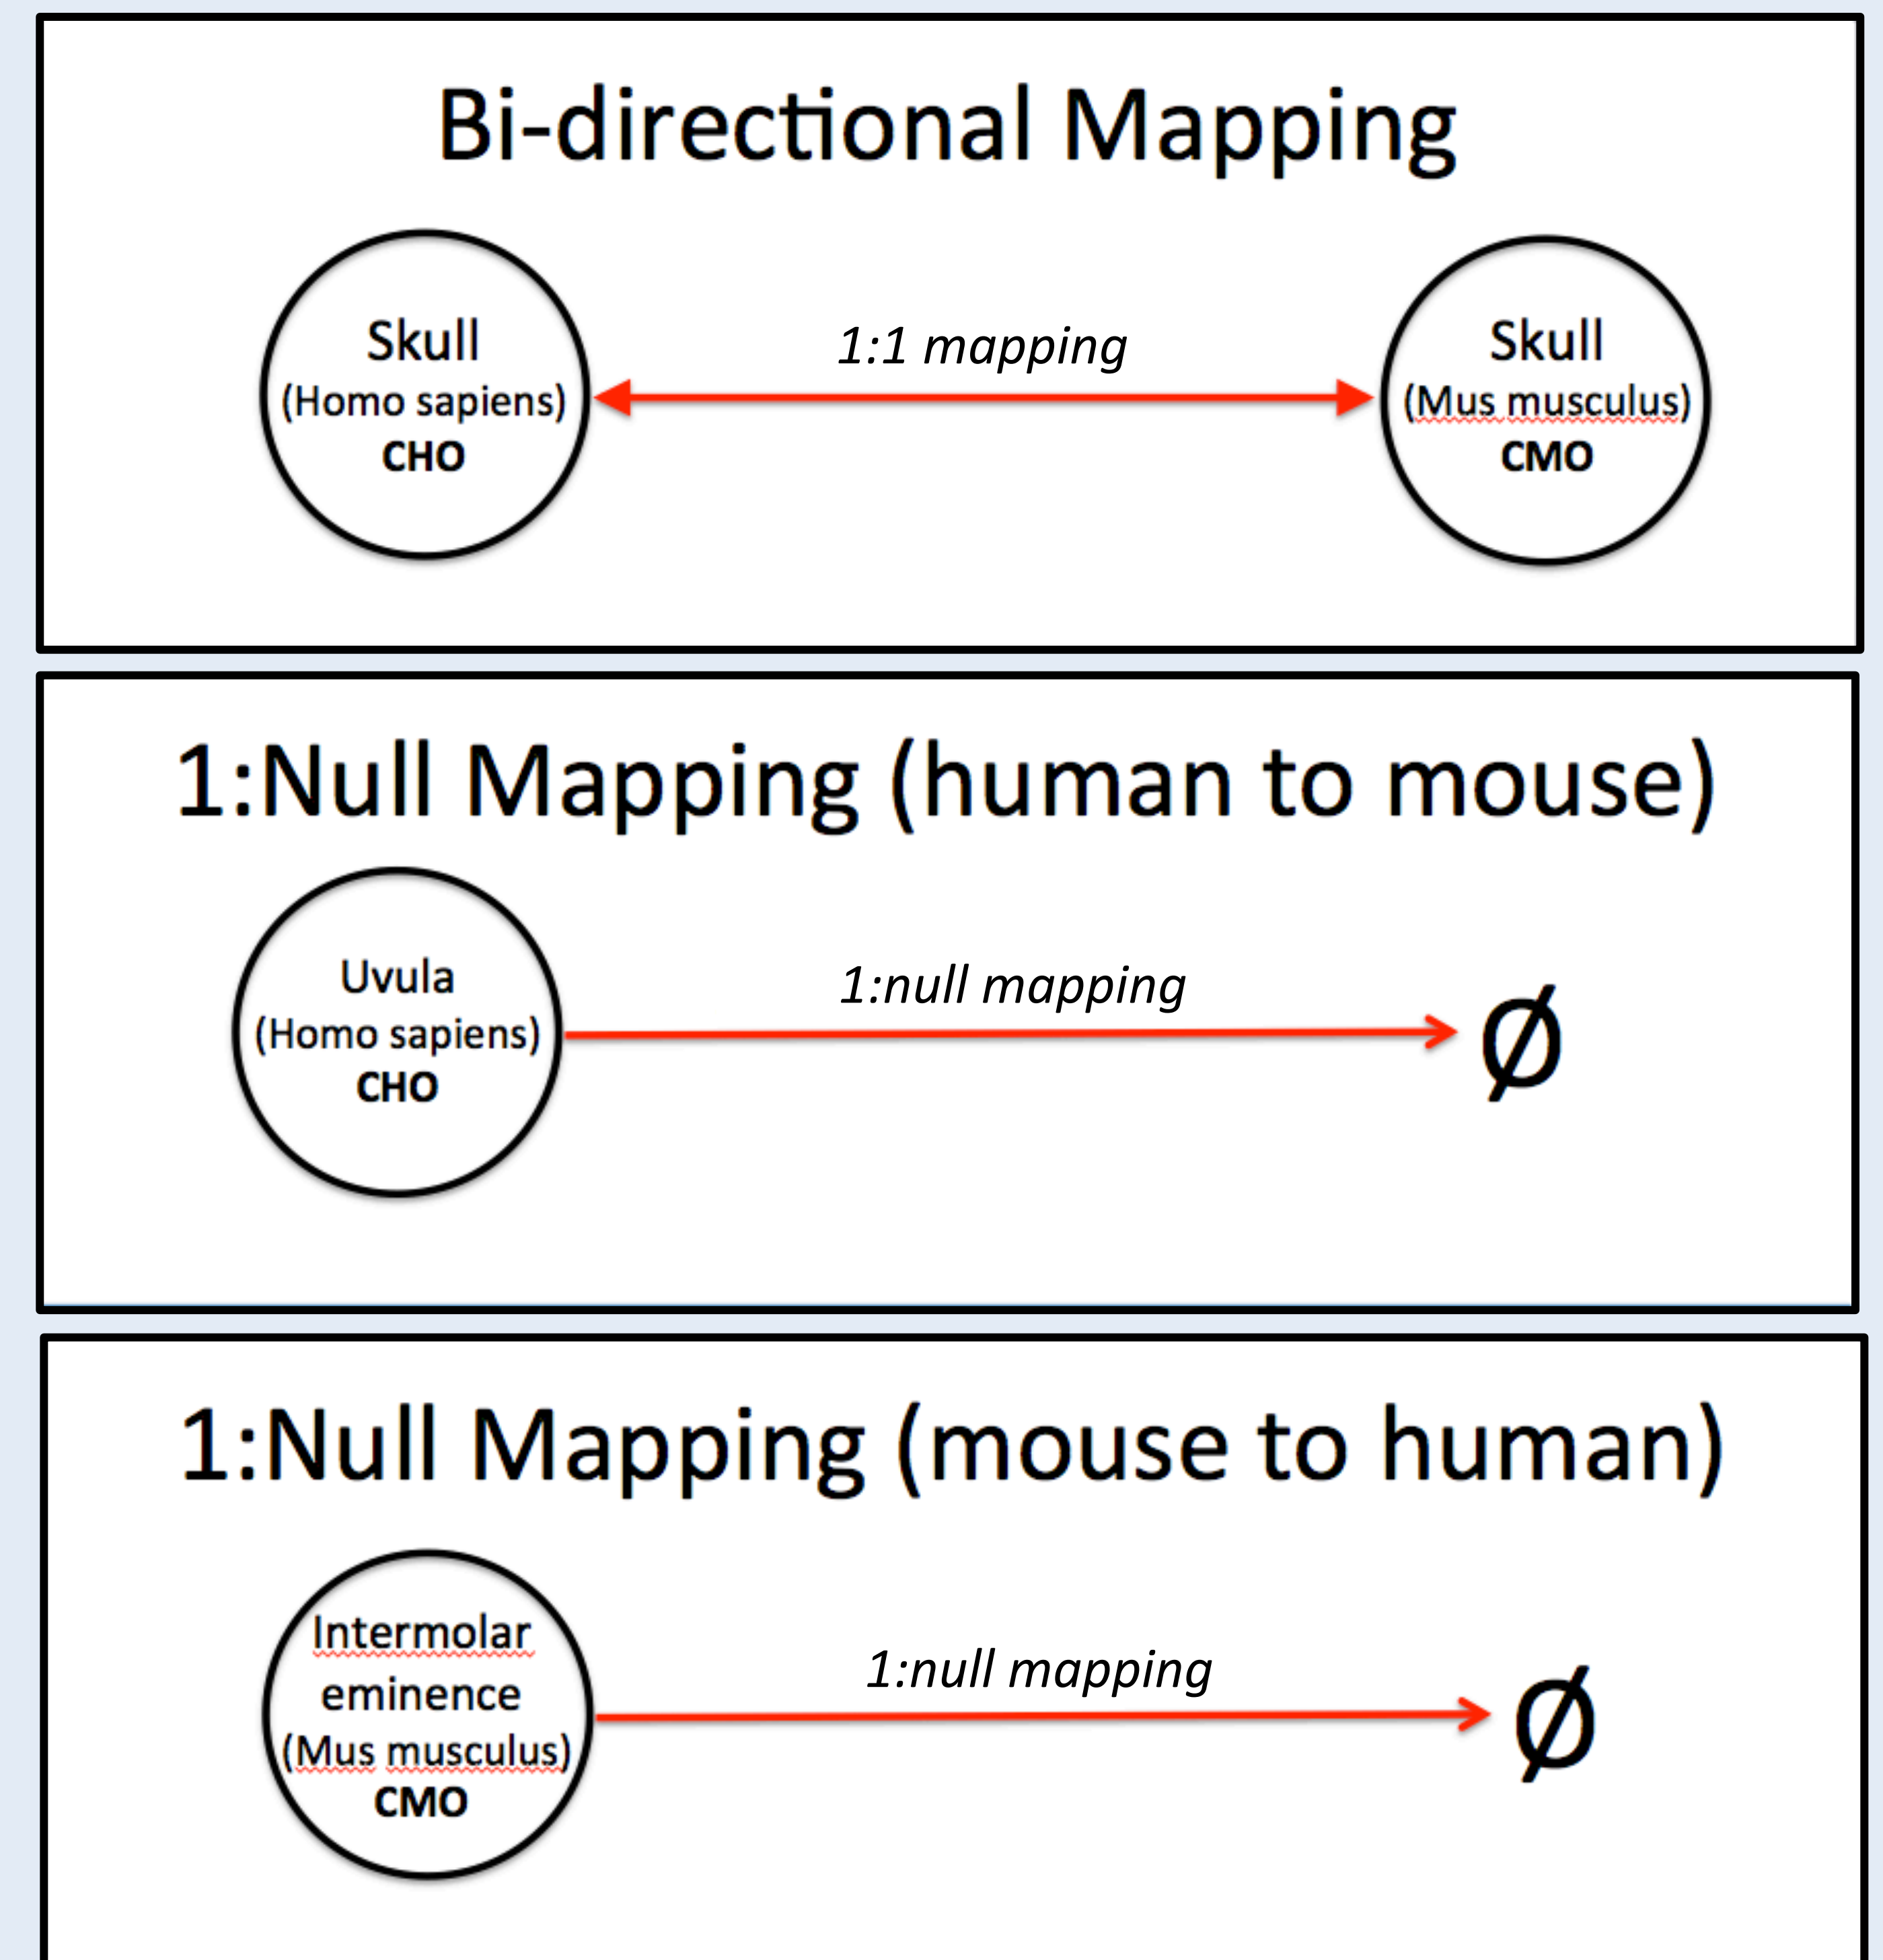 Bi-directional Mapping
Skull
(Homo sapiens)
CHO
1:1 mapping
Skull
(Mus musculus)
CMO
1:Null Mapping (human to mouse)
Uvula
(Homo sapiens)
CHO
1:null mapping
Ø
1:Null Mapping (mouse to human)
Intermolar
eminence
(Mus musculus)
CMO
1:null mapping
Ø